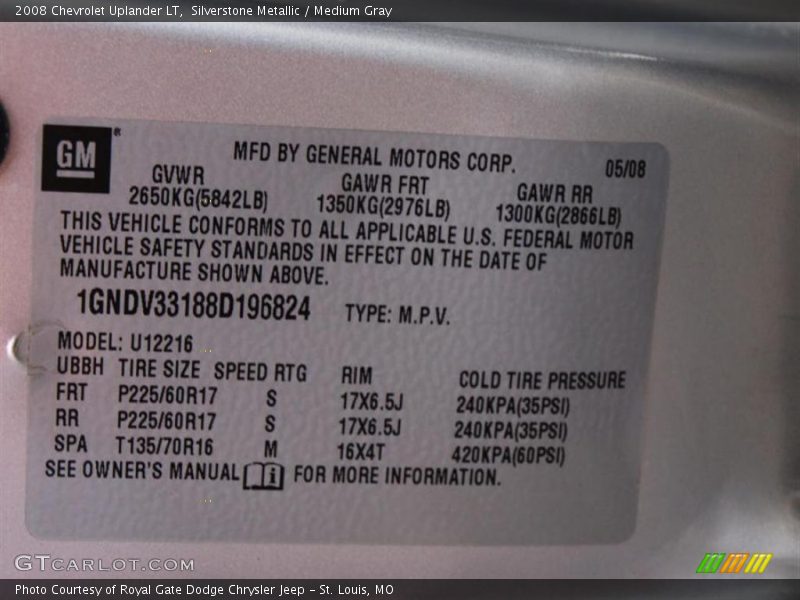 2008 Chevrolet Uplander LT,  Silverstone Metallic / Medium Gray
GM®
MFD BY GENERAL MOTORS CORP. 05/08
GVWR GAWR FRT GAWR RR
2650KG(5842LB) 1350KG(2976LB) 1300KG(2866LB)
THIS VEHICLE CONFORMS TO ALL APPLICABLE U.S. FEDERAL MOTOR
VEHICLE SAFETY STANDARDS IN EFFECT ON THE DATE OF
MANUFACTURE SHOWN ABOVE.
1GNDV33188D196824 TYPE: M.P.V.
MODEL: U12216
UBBH TIRE SIZE SPEED RTG RIM COLD TIRE PRESSURE
FRT P225/60R17 S 17X6.5J 240KPA(35PSI)
RR P225/60R17 S 17X6.5J 240KPA(35PSI)
SPA T135/70R16 M 16X4T 420KPA(60PSI)
SEE OWNER'S MANUAL i FOR MORE INFORMATION.
GTCARLOT.COM
Photo Courtesy of Royal Gate Dodge Chrysler Jeep – St. Louis, MO